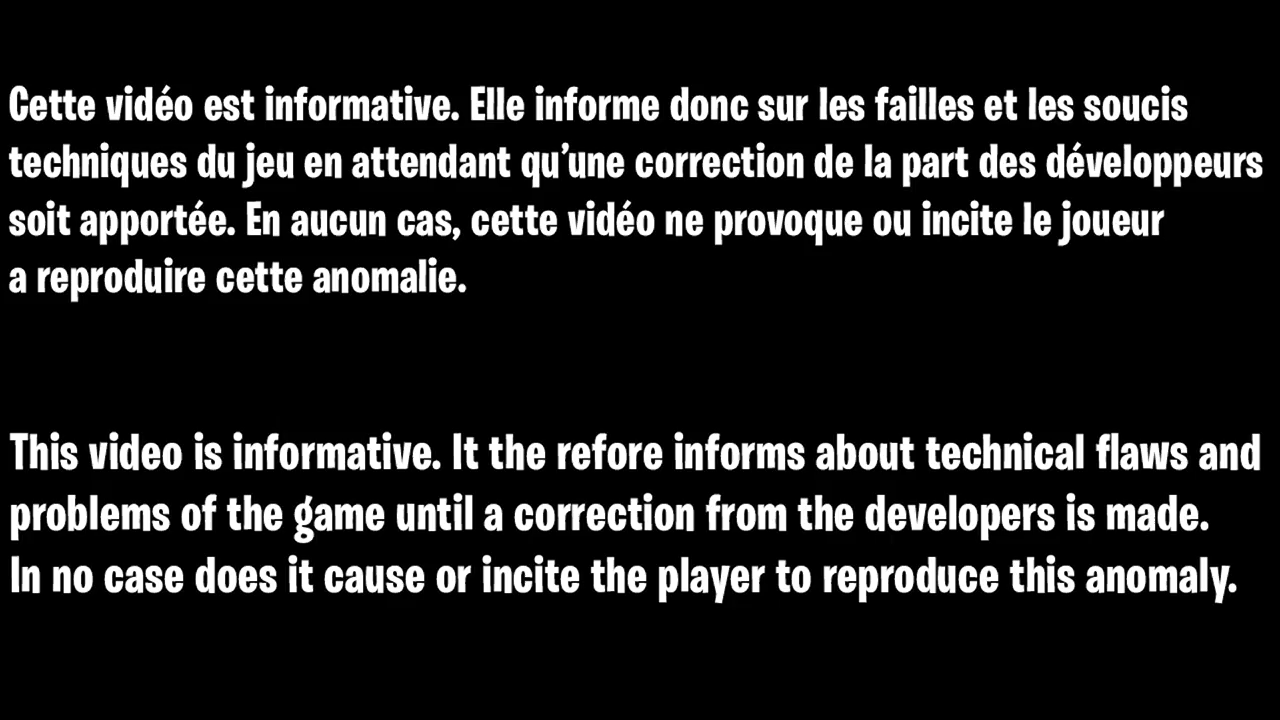 Cette vidéo est informative. Elle informe donc sur les failles et les soucis
techniques du jeu en attendant qu’une correction de la part des développeurs
soit apportée. En aucun cas, cette vidéo ne provoque ou incite le joueur
a reproduire cette anomalie.
This video is informative. It the refore informs about technical flaws and
problems of the game until a correction from the developers is made.
In no case does it cause or incite the player to reproduce this anomaly.